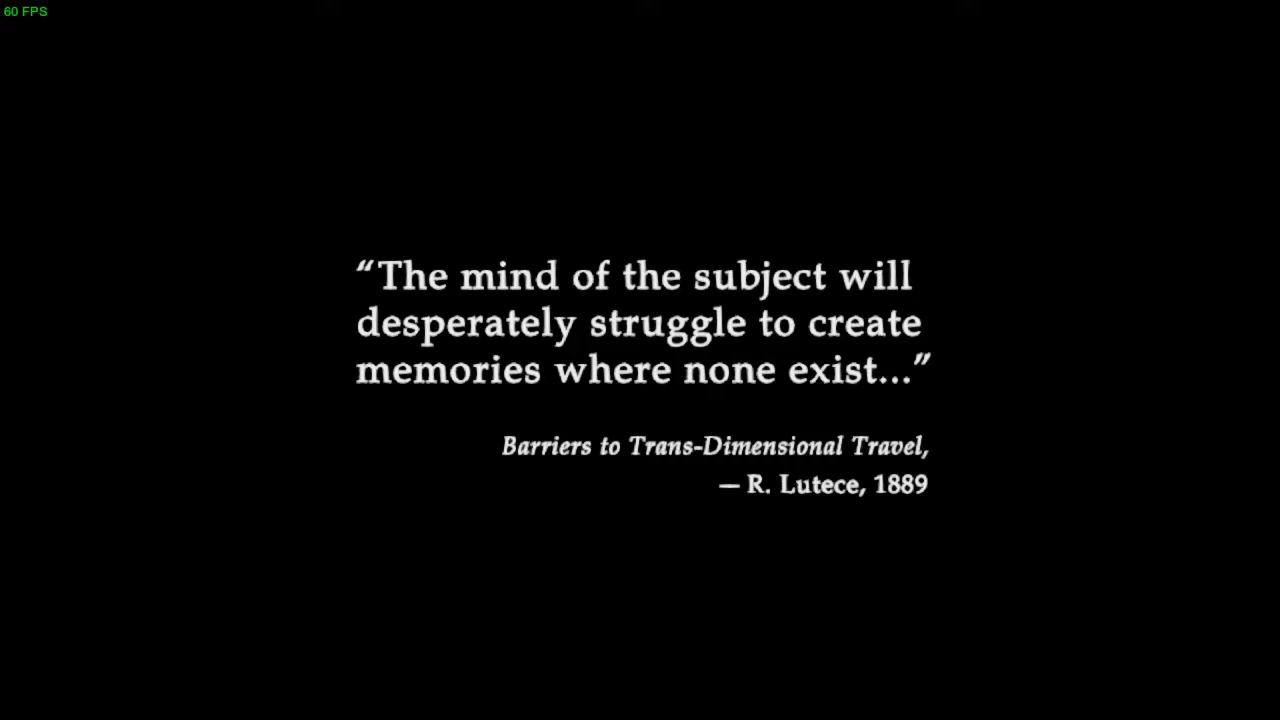 60 FPS
“The mind of the subject will
desperately struggle to create
memories where none exist...”
Barriers to Trans-Dimensional Travel,
— R. Lutece, 1889